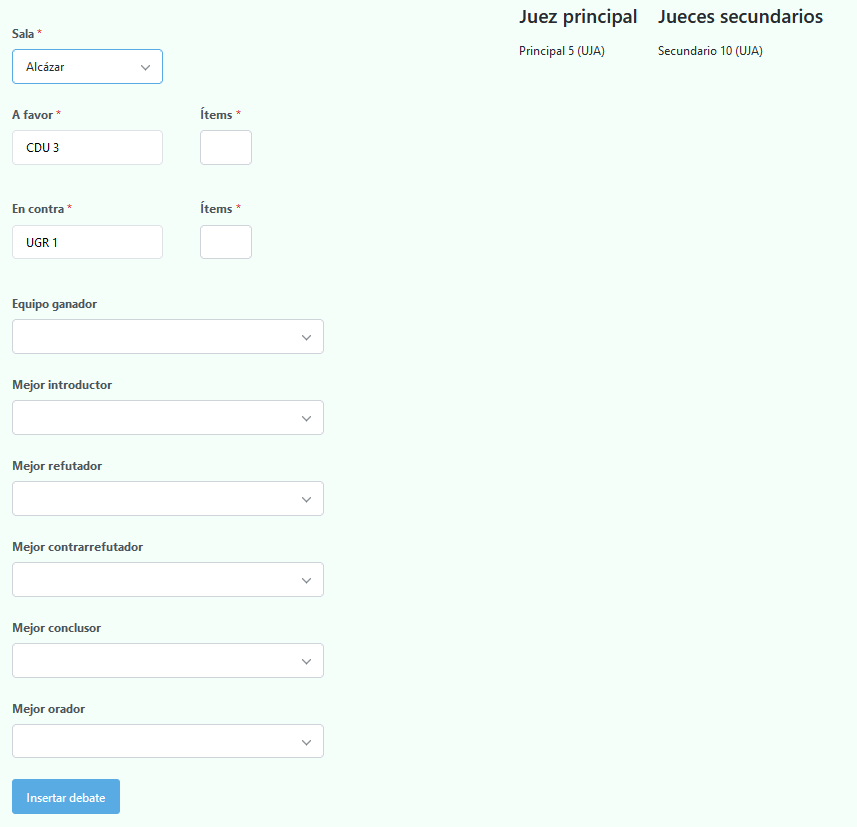 Juez principal
Jueces secundarios
Sala *
Principal 5 (UJA)
Secundario 10 (UJA)
Alcázar
A favor *
Ítems *
CDU 3
En contra *
Ítems *
UGR 1
Equipo ganador
Mejor introductor
Mejor refutador
Mejor contrarrefutador
Mejor conclusor
Mejor orador
Insertar debate